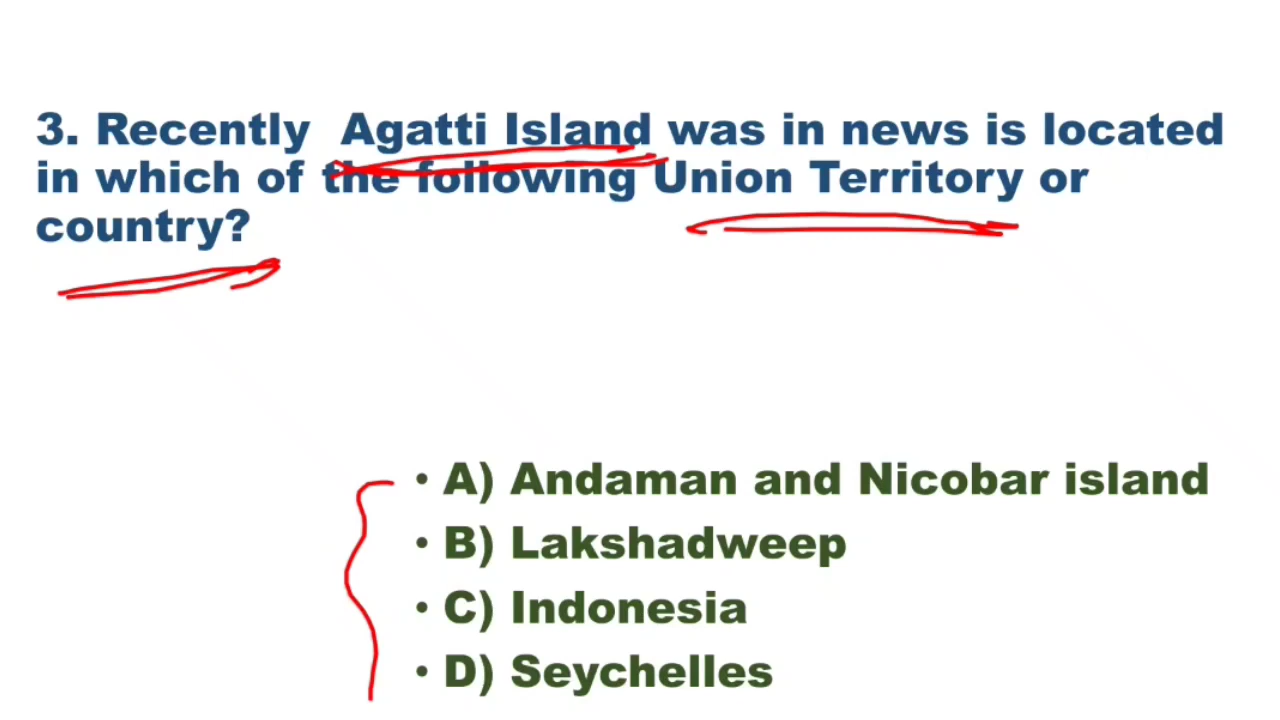 3. Recently Agatti Island was in news is located
in which of the following Union Territory or
country?
• A) Andaman and Nicobar island
• B) Lakshadweep
• C) Indonesia
• D) Seychelles